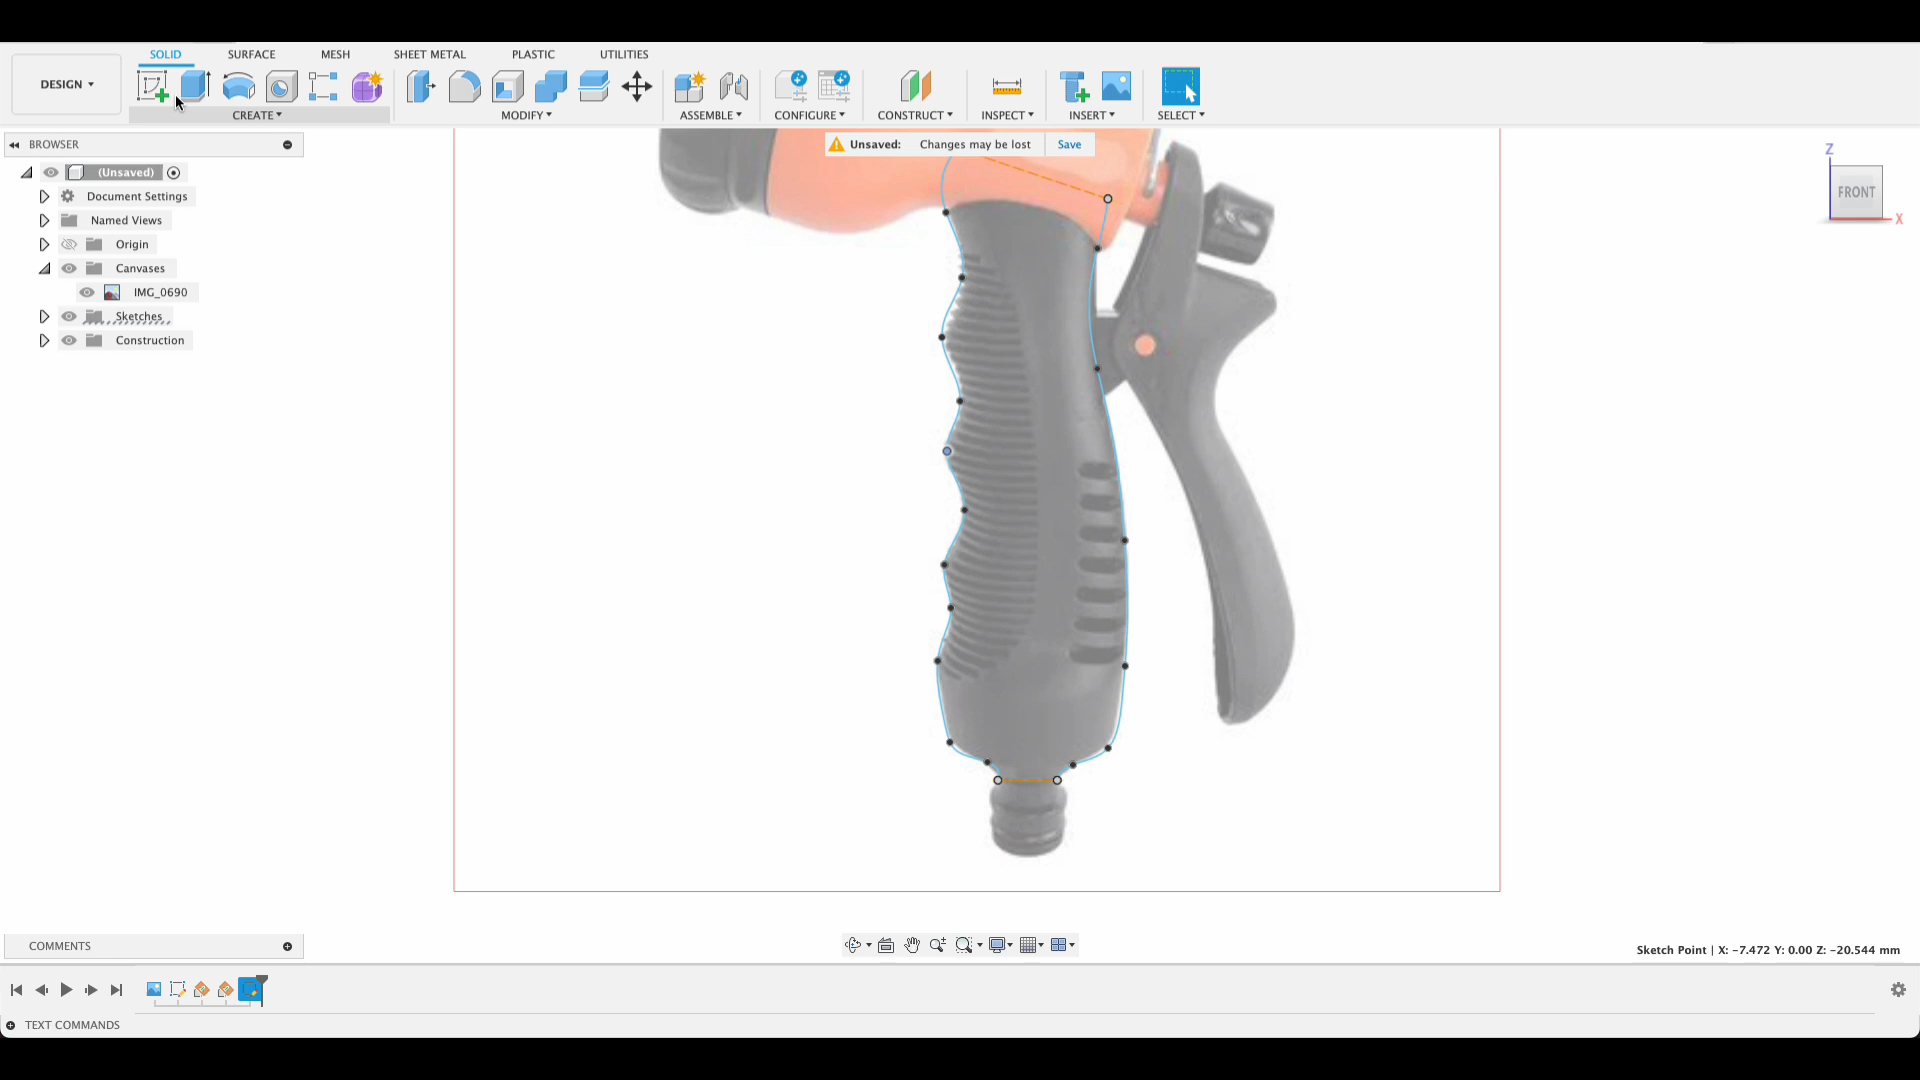 SOLID SURFACE MESH SHEET METAL PLASTIC UTILITIES
DESIGN
CREATE MODIFY ASSEMBLE CONFIGURE CONSTRUCT INSPECT INSERT SELECT
BROWSER
Unsaved: Changes may be lost Save
(Unsaved)
Document Settings
Named Views
Origin
Canvases
IMG_0690
Sketches
Construction
Z
FRONT
X
COMMENTS
Sketch Point | X: -7.472 Y: 0.00 Z: -20.544 mm
TEXT COMMANDS